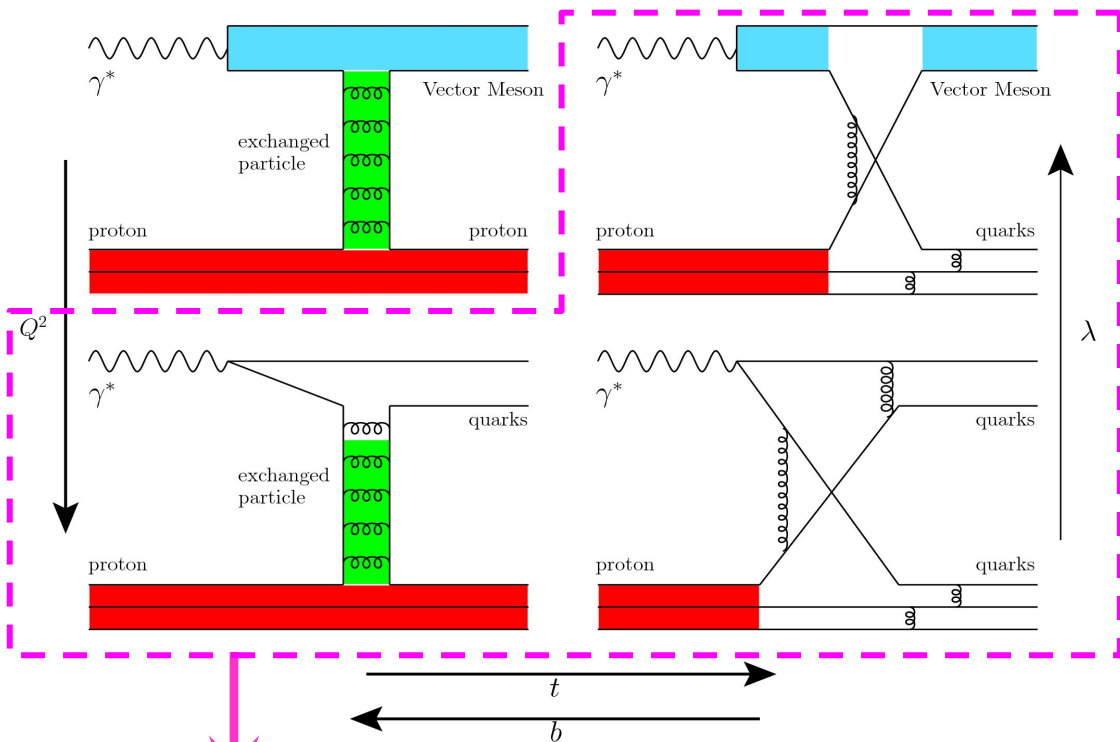 γ*
Vector Meson
exchanged
particle
proton
proton
γ*
Vector Meson
proton
quarks
Q²
λ
γ*
quarks
exchanged
particle
proton
γ*
quarks
proton
quarks
t
b